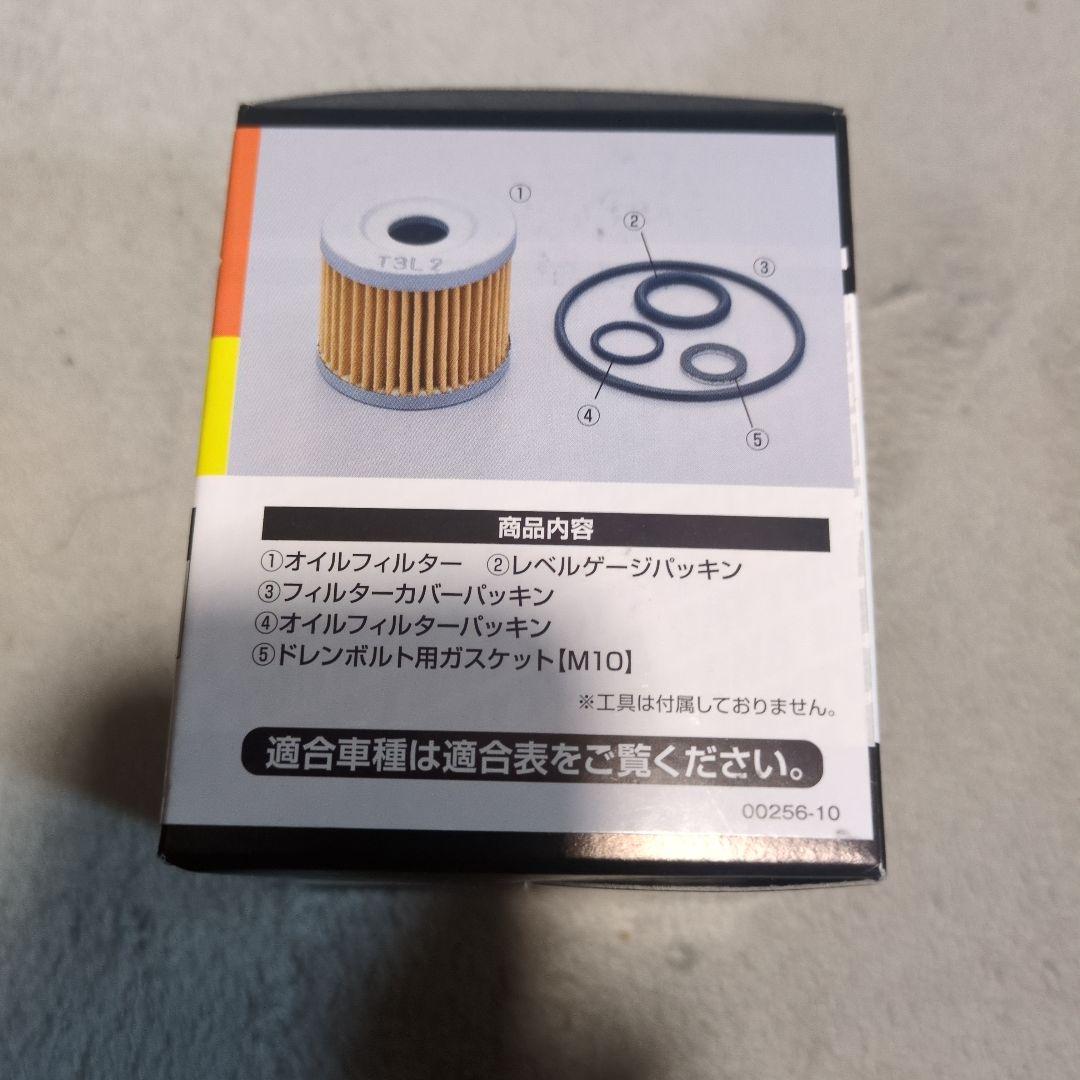 ①
T3L2
②
③
④
⑤
商品内容
①オイルフィルター ②レベルゲージパッキン
③フィルターカバーパッキン
④オイルフィルターパッキン
⑤ドレンボルト用ガスケット【M10】
※工具は付属しておりません。
適合車種は適合表をご覧ください。
00256-10